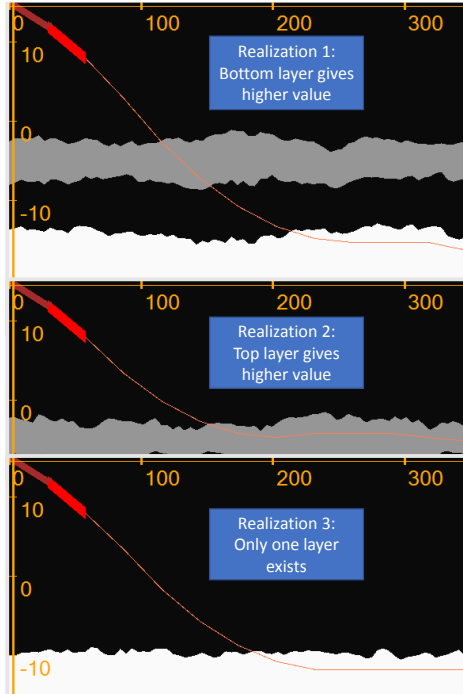 0 100 200 300
10
Realization 1:
Bottom layer gives
higher value
0
-10
0 100 200 300
10
Realization 2:
Top layer gives
higher value
0
0 100 200 300
10
Realization 3:
Only one layer
exists
0
-10